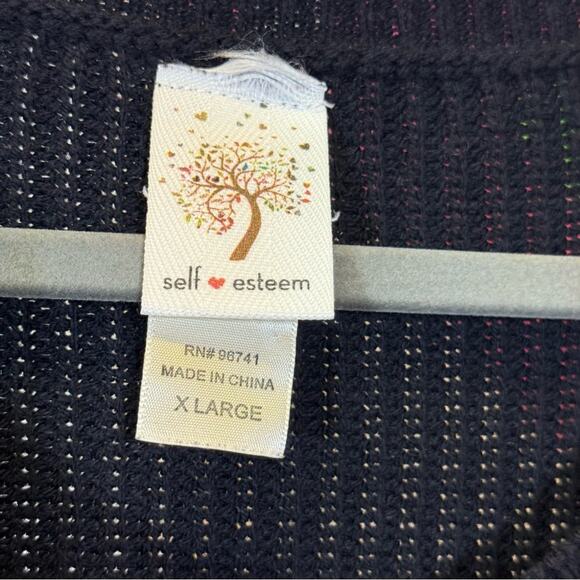 self ❤ esteem
RN# 96741
MADE IN CHINA
X LARGE